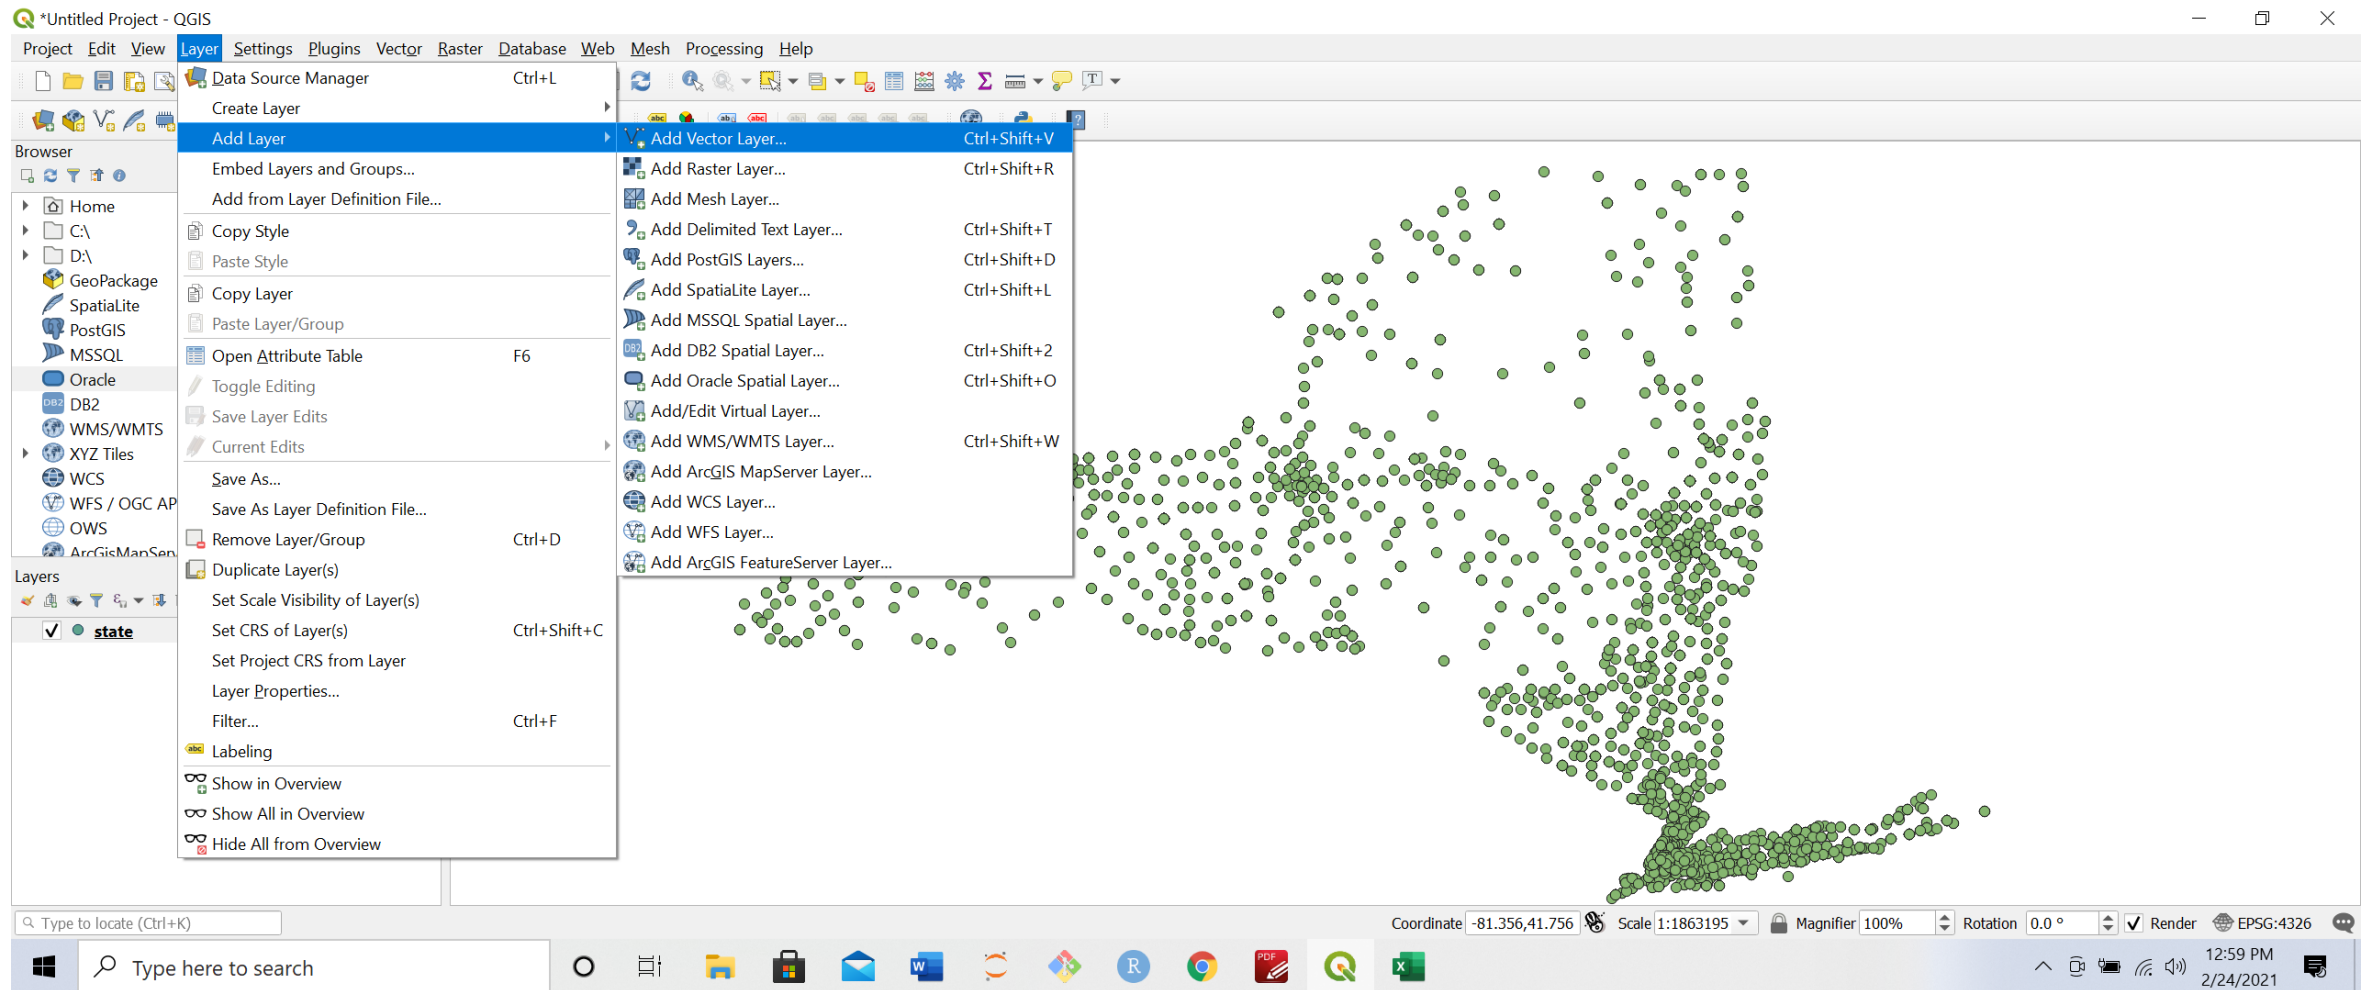 *Untitled Project - QGIS
Project Edit View Layer Settings Plugins Vector Raster Database Web Mesh Processing Help
Data Source Manager Ctrl+L
Create Layer
Add Layer
Embed Layers and Groups...
Add from Layer Definition File...
Copy Style
Paste Style
Copy Layer
Paste Layer/Group
Open Attribute Table F6
Toggle Editing
Save Layer Edits
Current Edits
Save As...
Save As Layer Definition File...
Remove Layer/Group Ctrl+D
Duplicate Layer(s)
Set Scale Visibility of Layer(s)
Set CRS of Layer(s) Ctrl+Shift+C
Set Project CRS from Layer
Layer Properties...
Filter... Ctrl+F
abc Labeling
Show in Overview
Show All in Overview
Hide All from Overview
abc abc abc
Add Vector Layer... Ctrl+Shift+V
Add Raster Layer... Ctrl+Shift+R
Add Mesh Layer...
Add Delimited Text Layer... Ctrl+Shift+T
Add PostGIS Layers... Ctrl+Shift+D
Add SpatiaLite Layer... Ctrl+Shift+L
Add MSSQL Spatial Layer...
DB2 Add DB2 Spatial Layer... Ctrl+Shift+2
Add Oracle Spatial Layer... Ctrl+Shift+O
Add/Edit Virtual Layer...
Add WMS/WMTS Layer... Ctrl+Shift+W
Add ArcGIS MapServer Layer...
Add WCS Layer...
Add WFS Layer...
Add ArcGIS FeatureServer Layer...
Browser
Home
C:\
D:\
GeoPackage
SpatiaLite
PostGIS
MSSQL
Oracle
DB2 DB2
WMS/WMTS
XYZ Tiles
WCS
WFS / OGC AP
OWS
ArcGisMapServ
Layers
state
Type to locate (Ctrl+K)
Coordinate -81.356,41.756 Scale 1:1863195 Magnifier 100% Rotation 0.0 ° Render EPSG:4326
Type here to search
W
R
PDF
X
12:59 PM
2/24/2021